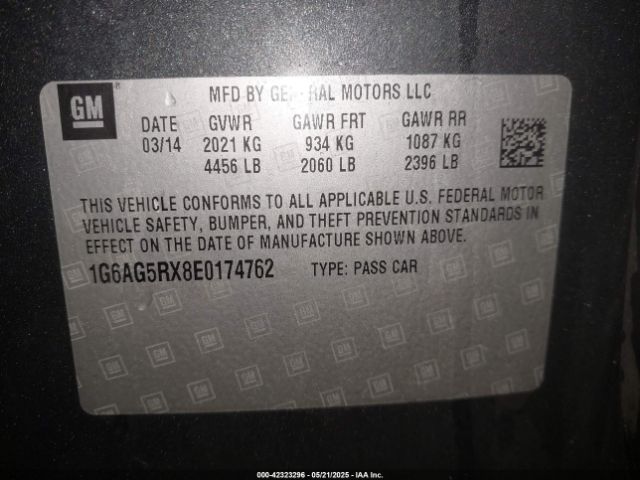 GM
MFD BY GENERAL MOTORS LLC
DATE GVWR GAWR FRT GAWR RR
03/14 2021 KG 934 KG 1087 KG
4456 LB 2060 LB 2396 LB
THIS VEHICLE CONFORMS TO ALL APPLICABLE U.S. FEDERAL MOTOR
VEHICLE SAFETY, BUMPER, AND THEFT PREVENTION STANDARDS IN
EFFECT ON THE DATE OF MANUFACTURE SHOWN ABOVE.
1G6AG5RX8E0174762 TYPE: PASS CAR
000-42323296 - 05/21/2025 - IAA Inc.